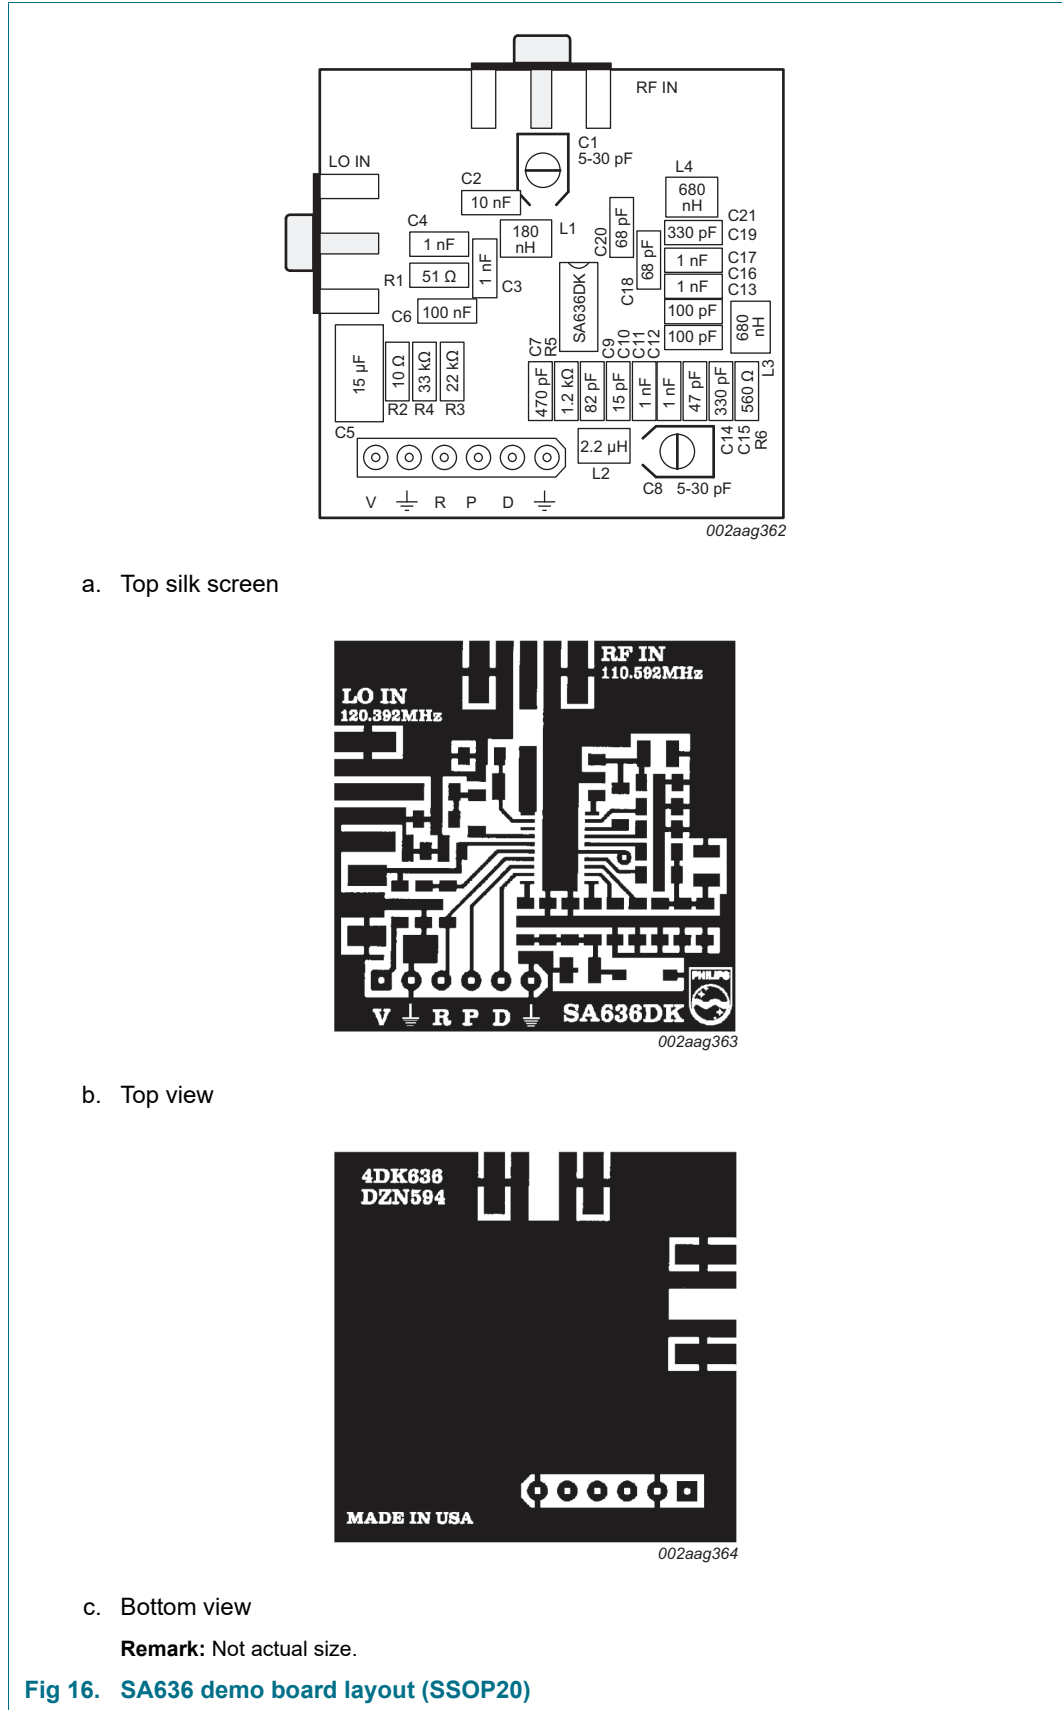 RF IN
C1
5-30 pF
LO IN
L4
C2
680
nH
10 nF
C21
C4
180
nH
L1
C20
68 pF
330 pF
C19
1 nF
1 nF
68 pF
1 nF
C17
C16
R1
51 Ω
C3
C18
1 nF
C13
C6
100 nF
SA636DK
100 pF
680
nH
100 pF
15 µF
10 Ω
33 kΩ
22 kΩ
C7
R5
C9
C10
C11
C12
L3
470 pF
1.2 kΩ
82 pF
15 pF
1 nF
1 nF
47 pF
330 pF
560 Ω
R2
R4
R3
C5
2.2 µH
C14
C15
R6
L2
C8
5-30 pF
V
R
P
D
002aag362
a. Top silk screen
RF IN
110.592MHz
LO IN
120.392MHz
PHILIPS
V R P D
SA636DK
002aag363
b. Top view
4DK636
DZN594
MADE IN USA
002aag364
c. Bottom view
Remark: Not actual size.
Fig 16. SA636 demo board layout (SSOP20)